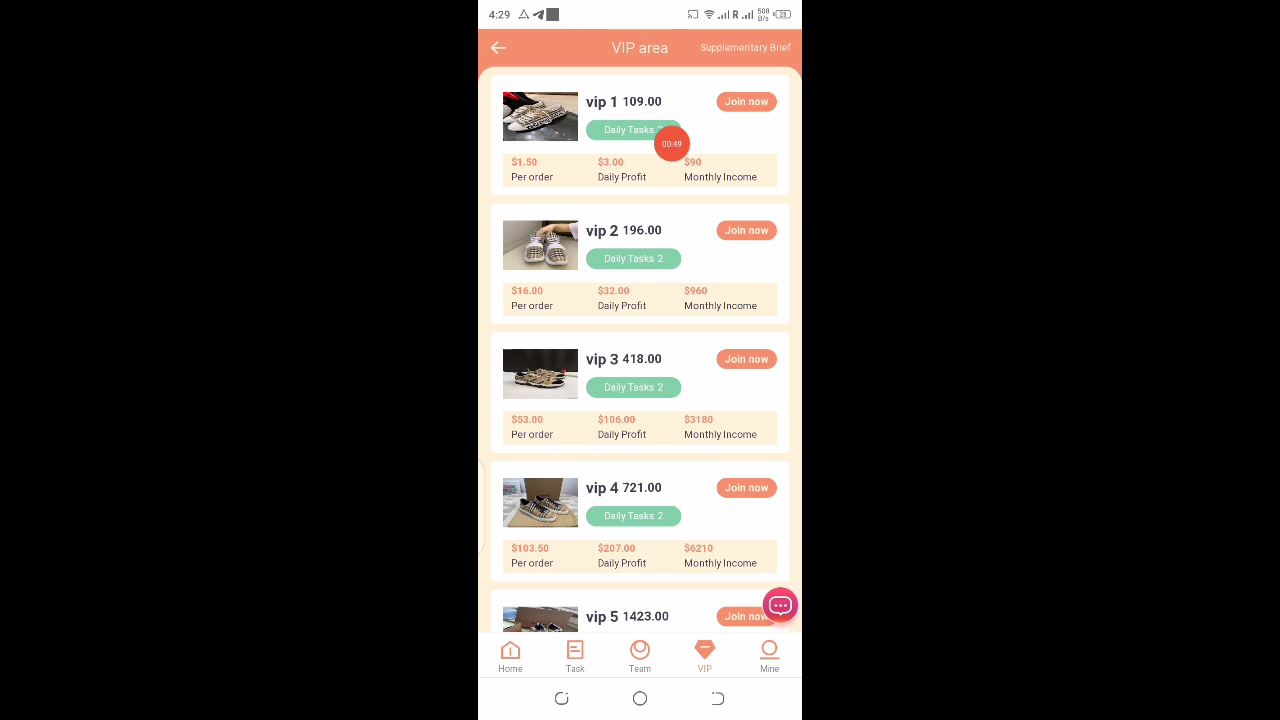 4:29
R
508 B/s
28
VIP area
Supplementary Brief
vip 1 109.00
Join now
Daily Tasks
00:49
$1.50 $3.00 $90
Per order Daily Profit Monthly Income
vip 2 196.00
Join now
Daily Tasks 2
$16.00 $32.00 $960
Per order Daily Profit Monthly Income
vip 3 418.00
Join now
Daily Tasks 2
$53.00 $106.00 $3180
Per order Daily Profit Monthly Income
vip 4 721.00
Join now
Daily Tasks 2
$103.50 $207.00 $6210
Per order Daily Profit Monthly Income
vip 5 1423.00
Join now
Home Task Team VIP Mine